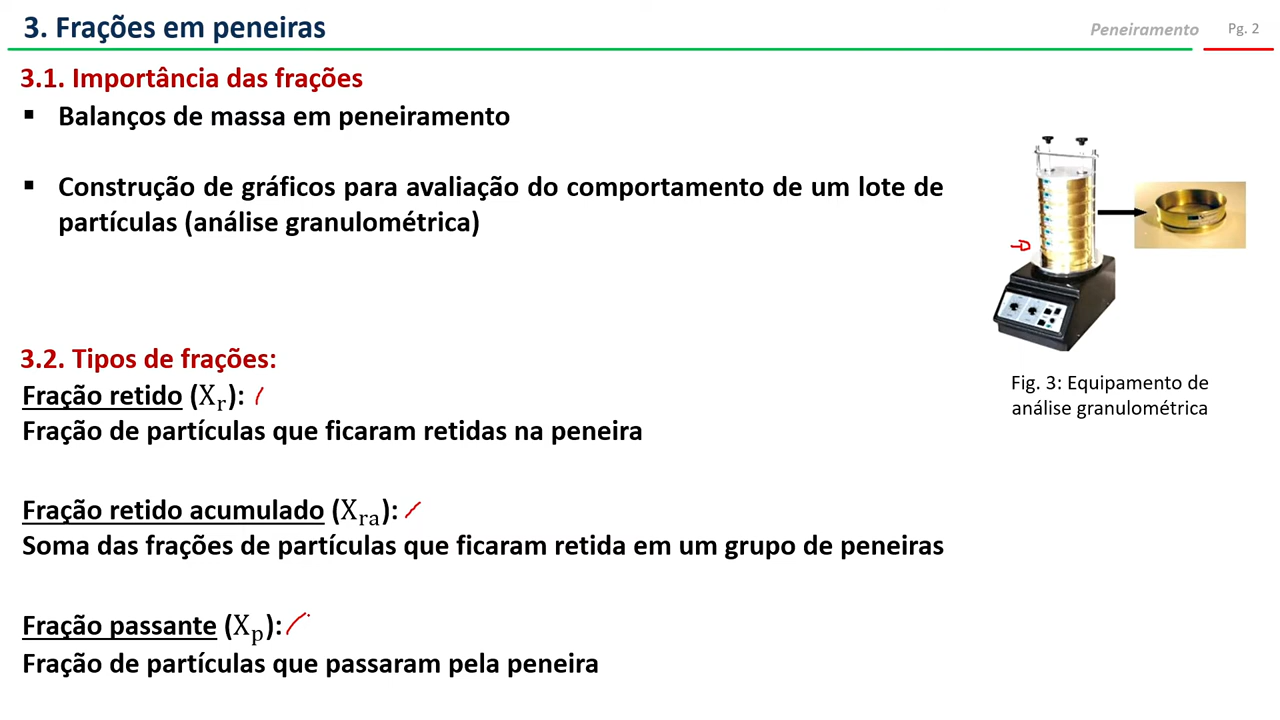 3. Frações em peneiras
Peneiramento
Pg. 2
3.1. Importância das frações
▪ Balanços de massa em peneiramento
▪ Construção de gráficos para avaliação do comportamento de um lote de
partículas (análise granulométrica)
Fig. 3: Equipamento de
análise granulométrica
3.2. Tipos de frações:
Fração retido (Xr):
Fração de partículas que ficaram retidas na peneira
Fração retido acumulado (Xra):
Soma das frações de partículas que ficaram retida em um grupo de peneiras
Fração passante (Xp):
Fração de partículas que passaram pela peneira